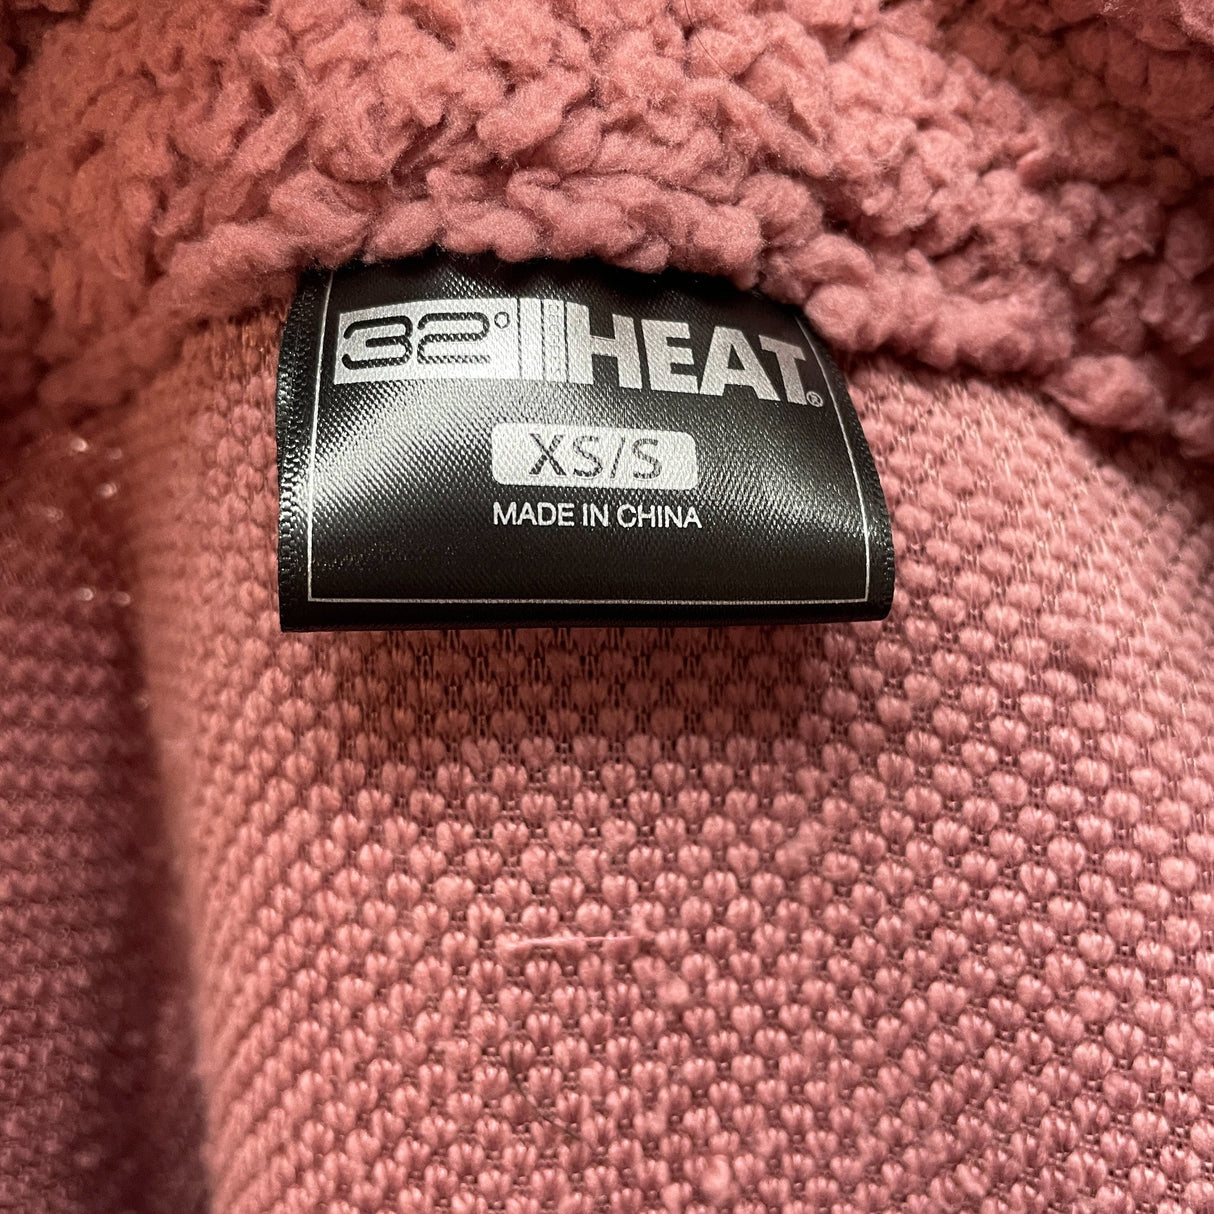 32° HEAT®
XS/S
MADE IN CHINA